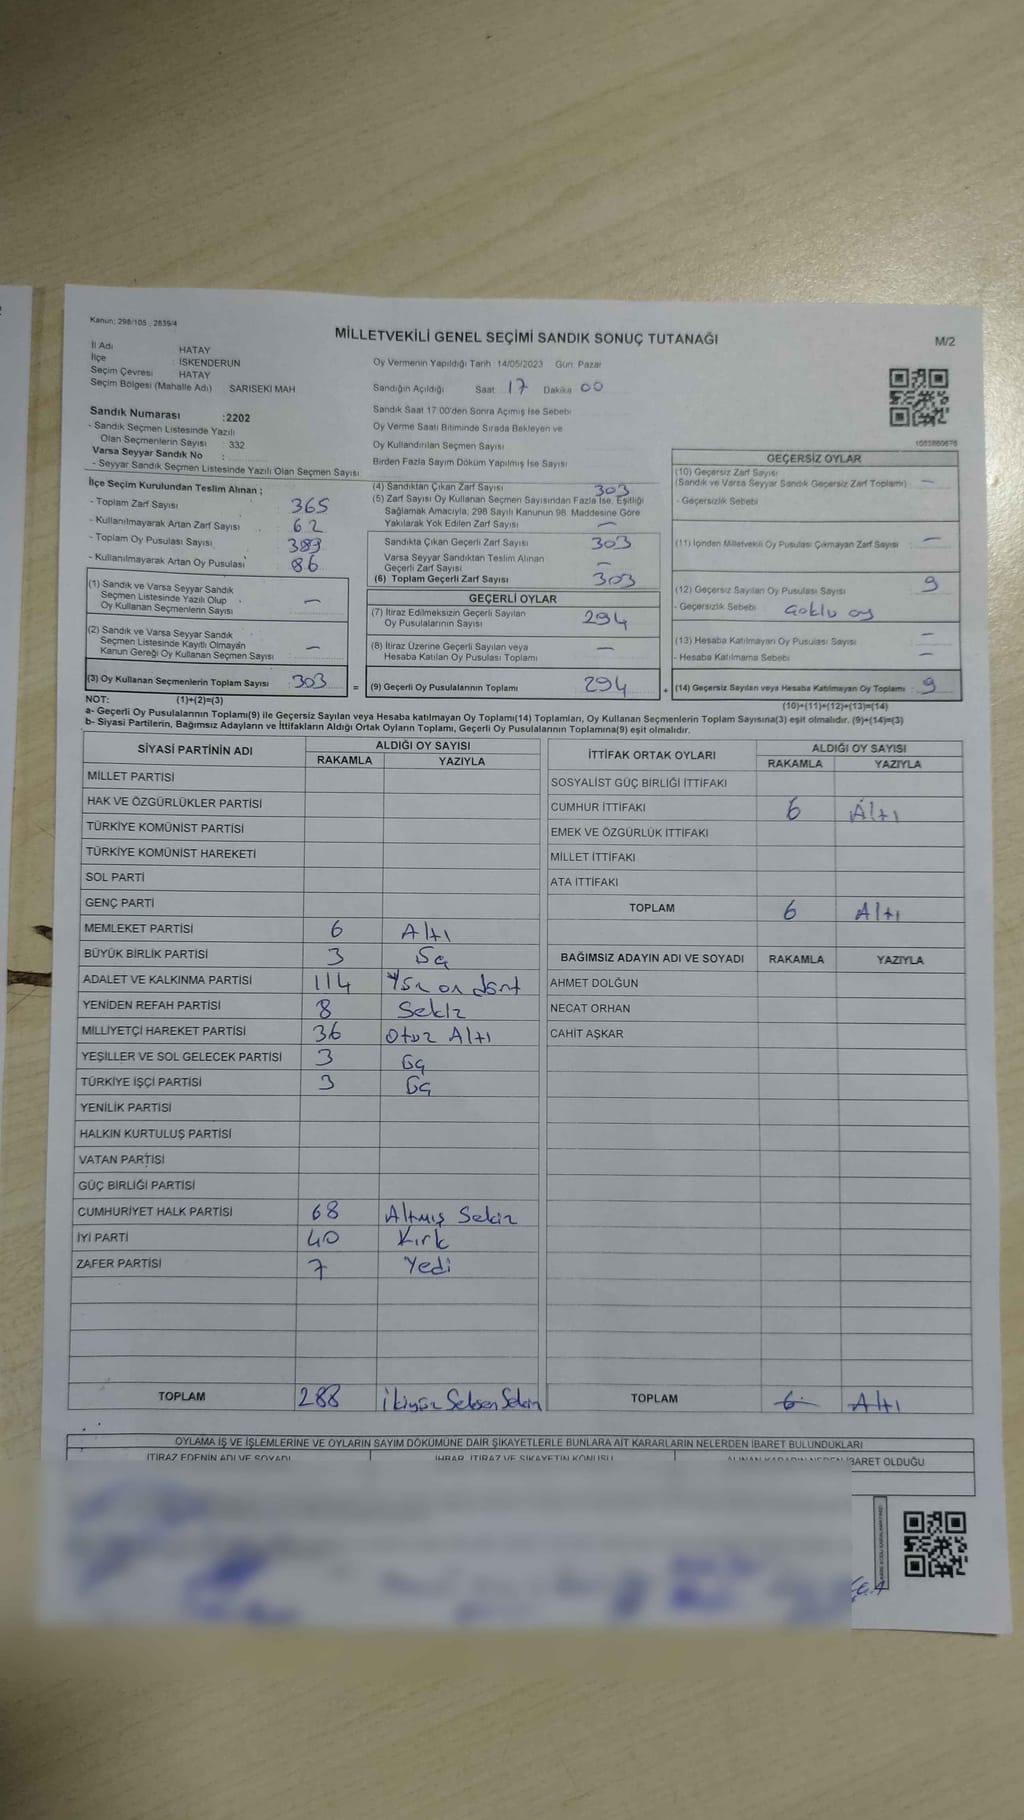 Kanun: 298/105 , 2839/4
MİLLETVEKİLİ GENEL SEÇİMİ SANDIK SONUÇ TUTANAĞI
M/2
İl Adı : HATAY
İlçe : İSKENDERUN
Seçim Çevresi : HATAY
Seçim Bölgesi (Mahalle Adı) SARISEKİ MAH
Sandık Numarası :2202
- Sandık Seçmen Listesinde Yazılı
Olan Seçmenlerin Sayısı : 332
Varsa Seyyar Sandık No :
- Seyyar Sandık Seçmen Listesinde Yazılı Olan Seçmen Sayısı
Oy Vermenin Yapıldığı Tarih :14/05/2023 Gün: Pazar
Sandığın Açıldığı Saat 17 Dakika 00
Sandık Saat 17:00'den Sonra Açılmış İse Sebebi
Oy Verme Saati Bitiminde Sırada Bekleyen ve
Oy Kullandırılan Seçmen Sayısı
Birden Fazla Sayım Döküm Yapılmış İse Sayısı
İlçe Seçim Kurulundan Teslim Alınan ;
- Toplam Zarf Sayısı 365
- Kullanılmayarak Artan Zarf Sayısı 62
- Toplam Oy Pusulası Sayısı 389
- Kullanılmayarak Artan Oy Pusulası 86
(1) Sandık ve Varsa Seyyar Sandık
Seçmen Listesinde Yazılı Olup
Oy Kullanan Seçmenlerin Sayısı —
(2) Sandık ve Varsa Seyyar Sandık
Seçmen Listesinde Kayıtlı Olmayan
Kanun Gereği Oy Kullanan Seçmen Sayısı —
(3) Oy Kullanan Seçmenlerin Toplam Sayısı 303 =
(4) Sandıktan Çıkan Zarf Sayısı 303
(5) Zarf Sayısı Oy Kullanan Seçmen Sayısından Fazla İse, Eşitliği
Sağlamak Amacıyla, 298 Sayılı Kanunun 98. Maddesine Göre
Yakılarak Yok Edilen Zarf Sayısı —
Sandıkta Çıkan Geçerli Zarf Sayısı 303
Varsa Seyyar Sandıktan Teslim Alınan
Geçerli Zarf Sayısı —
(6) Toplam Geçerli Zarf Sayısı 303
GEÇERLİ OYLAR
(7) İtiraz Edilmeksizin Geçerli Sayılan
Oy Pusulalarının Sayısı 294
(8) İtiraz Üzerine Geçerli Sayılan veya
Hesaba Katılan Oy Pusulası Toplamı —
(9) Geçerli Oy Pusulalarının Toplamı 294 +
GEÇERSİZ OYLAR
(10) Geçersiz Zarf Sayısı
(Sandık ve Varsa Seyyar Sandık Geçersiz Zarf Toplamı) —
- Geçersizlik Sebebi
(11) İçinden Milletvekili Oy Pusulası Çıkmayan Zarf Sayısı —
(12) Geçersiz Sayılan Oy Pusulası Sayısı 9
- Geçersizlik Sebebi Çoklu oy
(13) Hesaba Katılmayan Oy Pusulası Sayısı —
- Hesaba Katılmama Sebebi —
(14) Geçersiz Sayılan veya Hesaba Katılmayan Oy Toplamı : 9
(10)+(11)+(12)+(13)=(14)
NOT: (1)+(2)=(3)
a- Geçerli Oy Pusulalarının Toplamı(9) ile Geçersiz Sayılan veya Hesaba katılmayan Oy Toplamı(14) Toplamları, Oy Kullanan Seçmenlerin Toplam Sayısına(3) eşit olmalıdır. (9)+(14)=(3)
b- Siyasi Partilerin, Bağımsız Adayların ve İttifakların Aldığı Ortak Oyların Toplamı, Geçerli Oy Pusulalarının Toplamına(9) eşit olmalıdır.
SİYASİ PARTİNİN ADI ALDIĞI OY SAYISI
RAKAMLA YAZIYLA
MİLLET PARTİSİ
HAK VE ÖZGÜRLÜKLER PARTİSİ
TÜRKİYE KOMÜNİST PARTİSİ
TÜRKİYE KOMÜNİST HAREKETİ
SOL PARTİ
GENÇ PARTİ
MEMLEKET PARTİSİ 6 Altı
BÜYÜK BİRLİK PARTİSİ 3 Üç
ADALET VE KALKINMA PARTİSİ 114 Yüz on dört
YENİDEN REFAH PARTİSİ 8 Sekiz
MİLLİYETÇİ HAREKET PARTİSİ 36 Otuz Altı
YEŞİLLER VE SOL GELECEK PARTİSİ 3 Üç
TÜRKİYE İŞÇİ PARTİSİ 3 Üç
YENİLİK PARTİSİ
HALKIN KURTULUŞ PARTİSİ
VATAN PARTİSİ
GÜÇ BİRLİĞİ PARTİSİ
CUMHURİYET HALK PARTİSİ 68 Altmış Sekiz
İYİ PARTİ 40 Kırk
ZAFER PARTİSİ 7 Yedi
TOPLAM 288 İkiyüz Seksen Sekiz
İTTİFAK ORTAK OYLARI ALDIĞI OY SAYISI
RAKAMLA YAZIYLA
SOSYALİST GÜÇ BİRLİĞİ İTTİFAKI
CUMHUR İTTİFAKI 6 Altı
EMEK VE ÖZGÜRLÜK İTTİFAKI
MİLLET İTTİFAKI
ATA İTTİFAKI
TOPLAM 6 Altı
BAĞIMSIZ ADAYIN ADI VE SOYADI RAKAMLA YAZIYLA
AHMET DOLĞUN
NECAT ORHAN
CAHİT AŞKAR
TOPLAM 6 Altı
OYLAMA İŞ VE İŞLEMLERİNE VE OYLARIN SAYIM DÖKÜMÜNE DAİR ŞİKAYETLERLE BUNLARA AİT KARARLARIN NELERDEN İBARET BULUNDUKLARI
İTİRAZ EDENİN ADI VE SOYADI İHBAR, İTİRAZ VE ŞİKAYETİN KONUSU ALINAN KARARIN NEDEN İBARET OLDUĞU